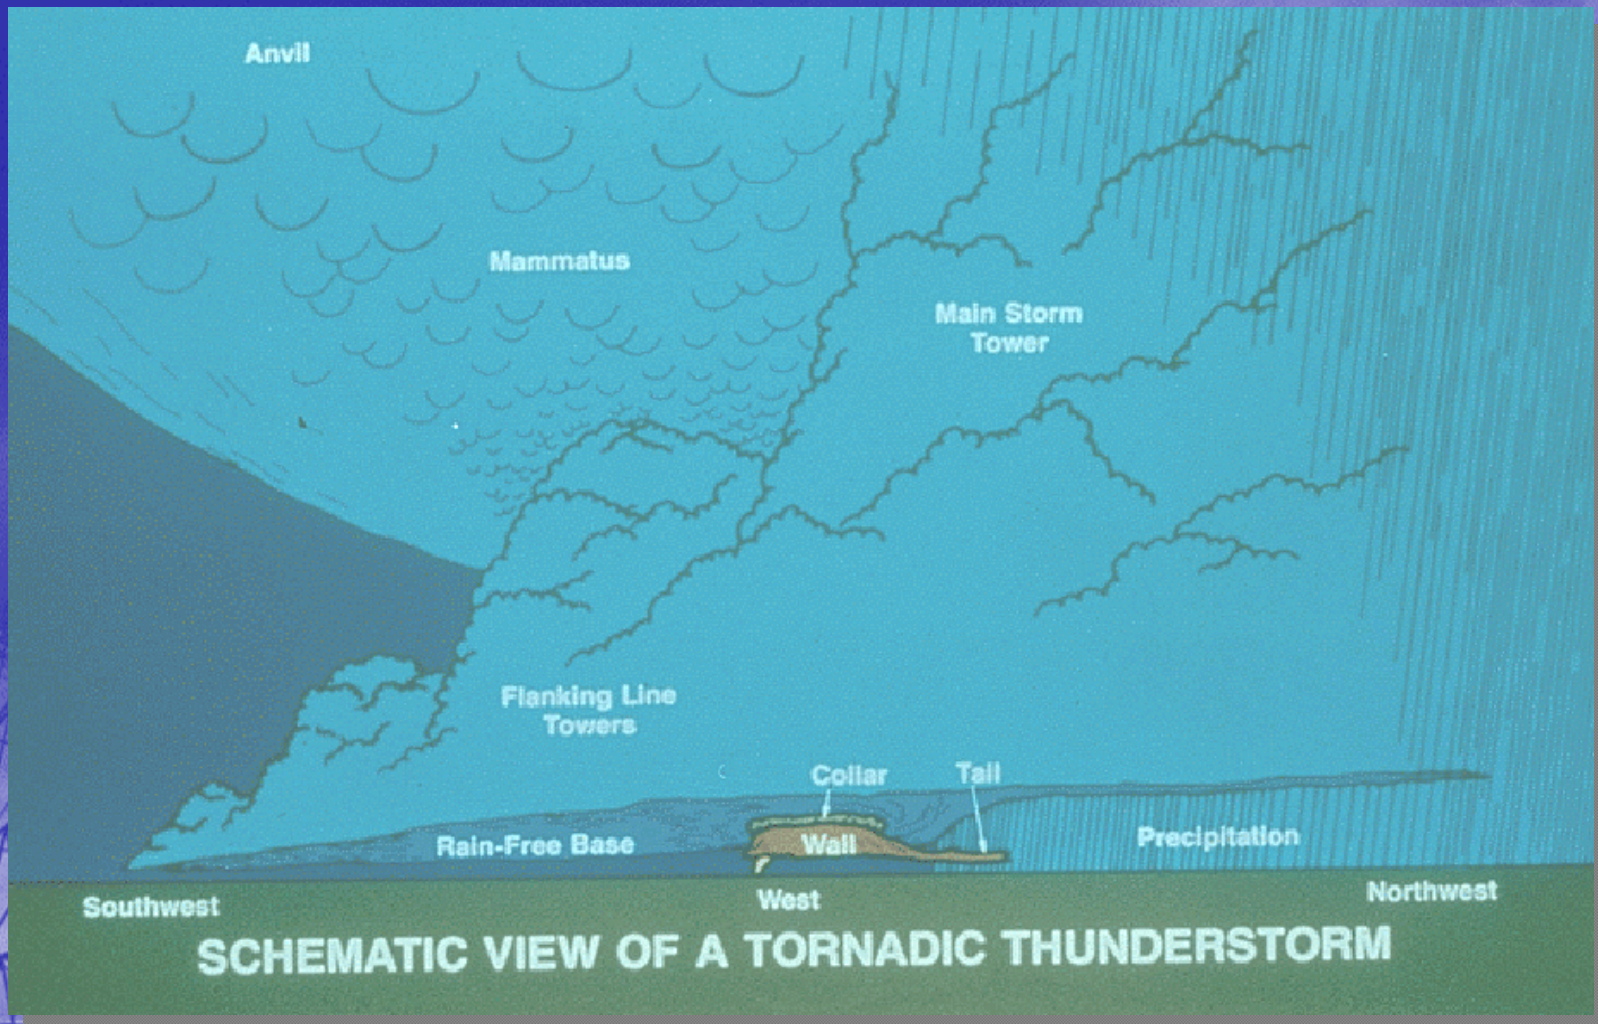 Anvil
Mammatus
Main Storm
Tower
Flanking Line
Towers
Collar
Tail
Rain-Free Base
Wall
Precipitation
Southwest
West
Northwest
SCHEMATIC VIEW OF A TORNADIC THUNDERSTORM